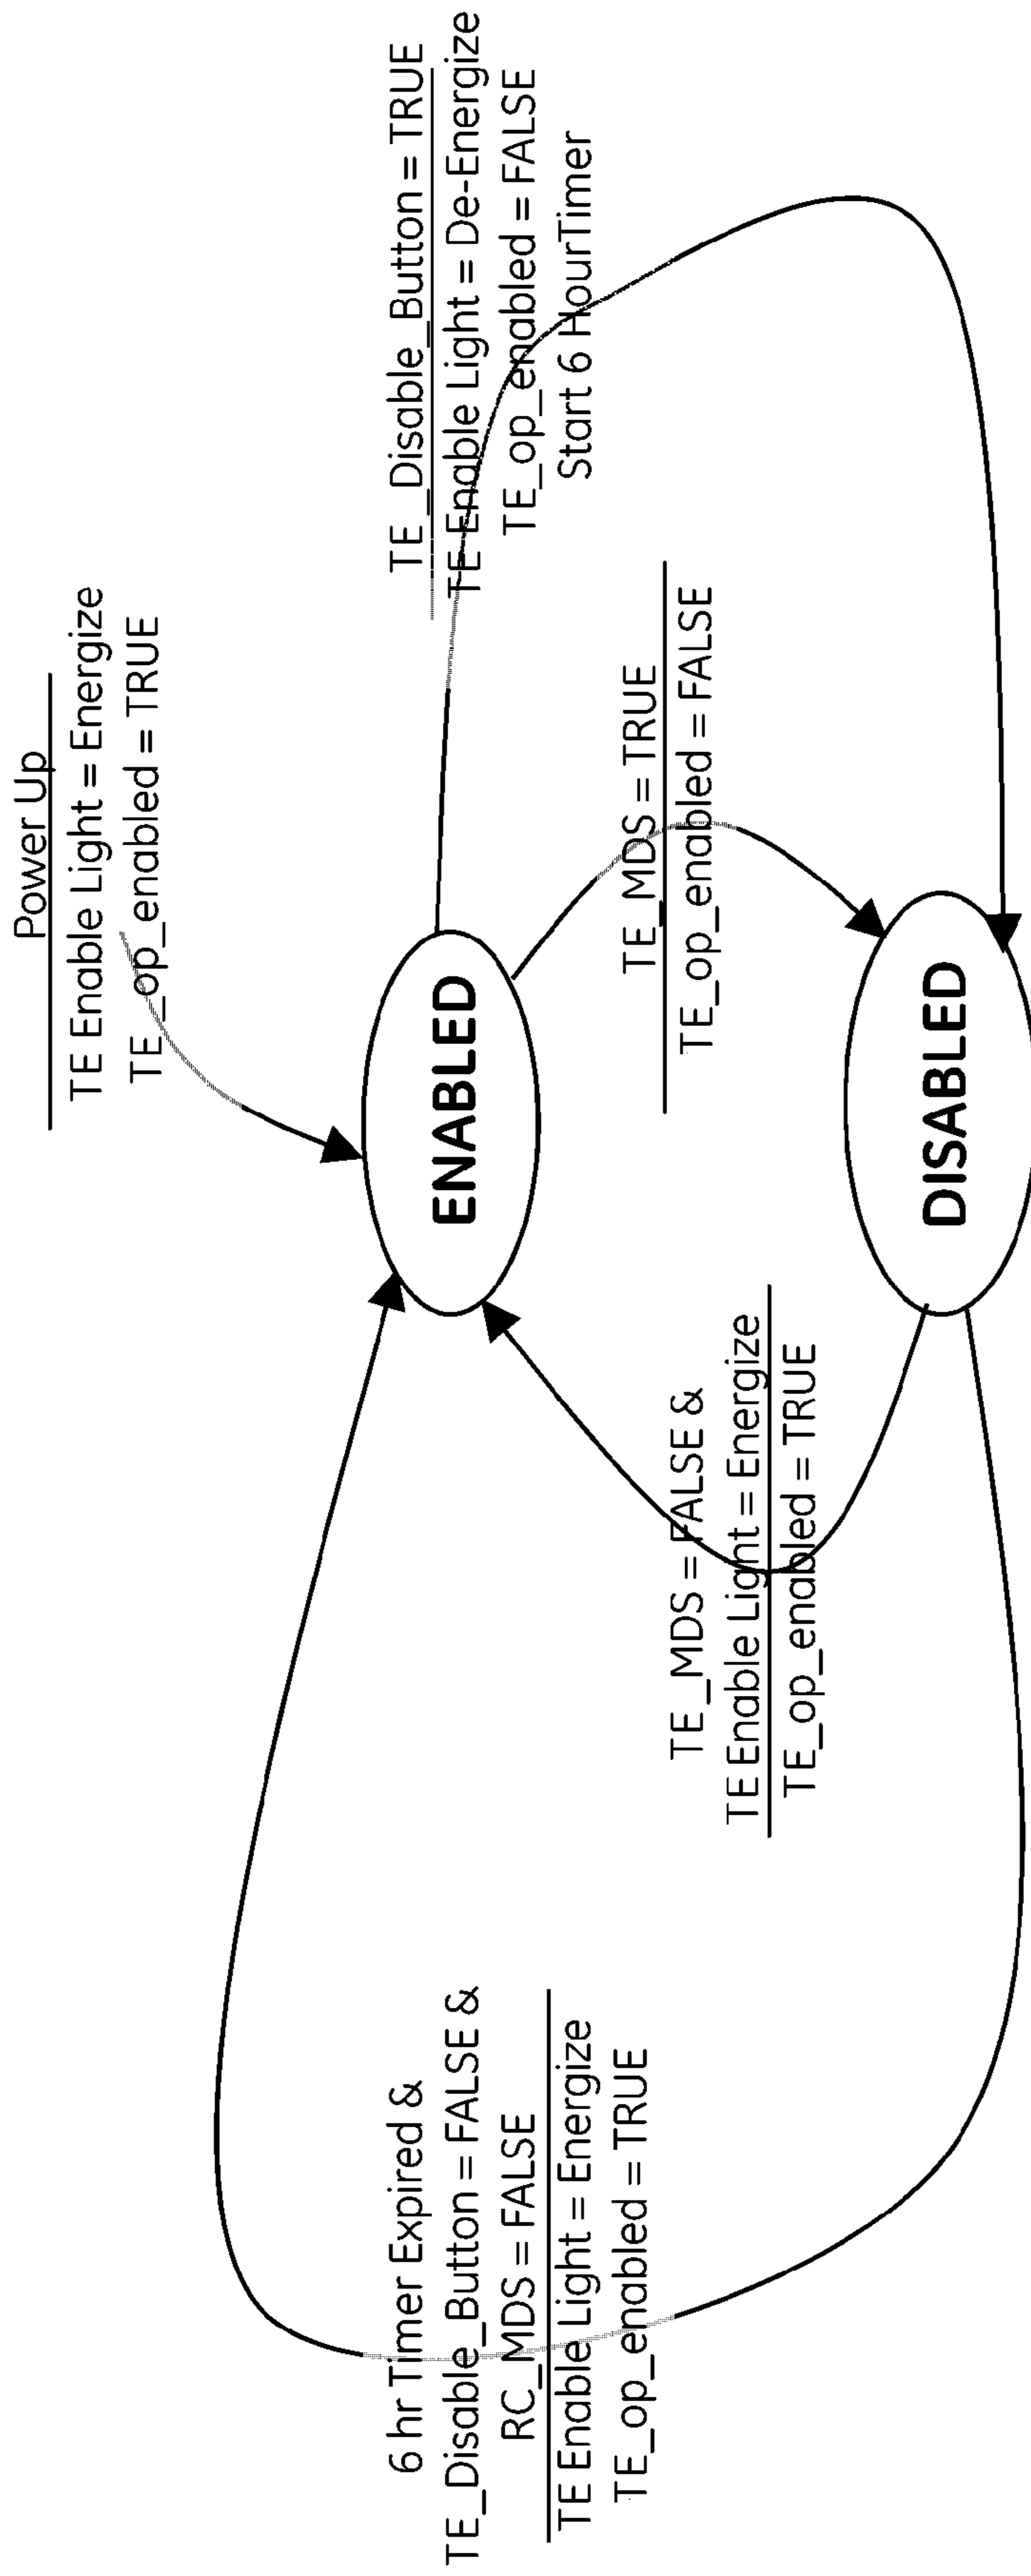 Power Up
TE Enable Light = Energize
TE_op_enabled = TRUE
6 hr Timer Expired &
TE_Disable_Button = FALSE &
RC_MDS = FALSE
TE Enable Light = Energize
TE_op_enabled = TRUE
ENABLED
TE_Disable_Button = TRUE
TE Enable Light = De-Energize
TE_op_enabled = FALSE
Start 6 HourTimer
TE_MDS = FALSE &
TE Enable Light = Energize
TE_op_enabled = TRUE
TE_MDS = TRUE
TE_op_enabled = FALSE
DISABLED